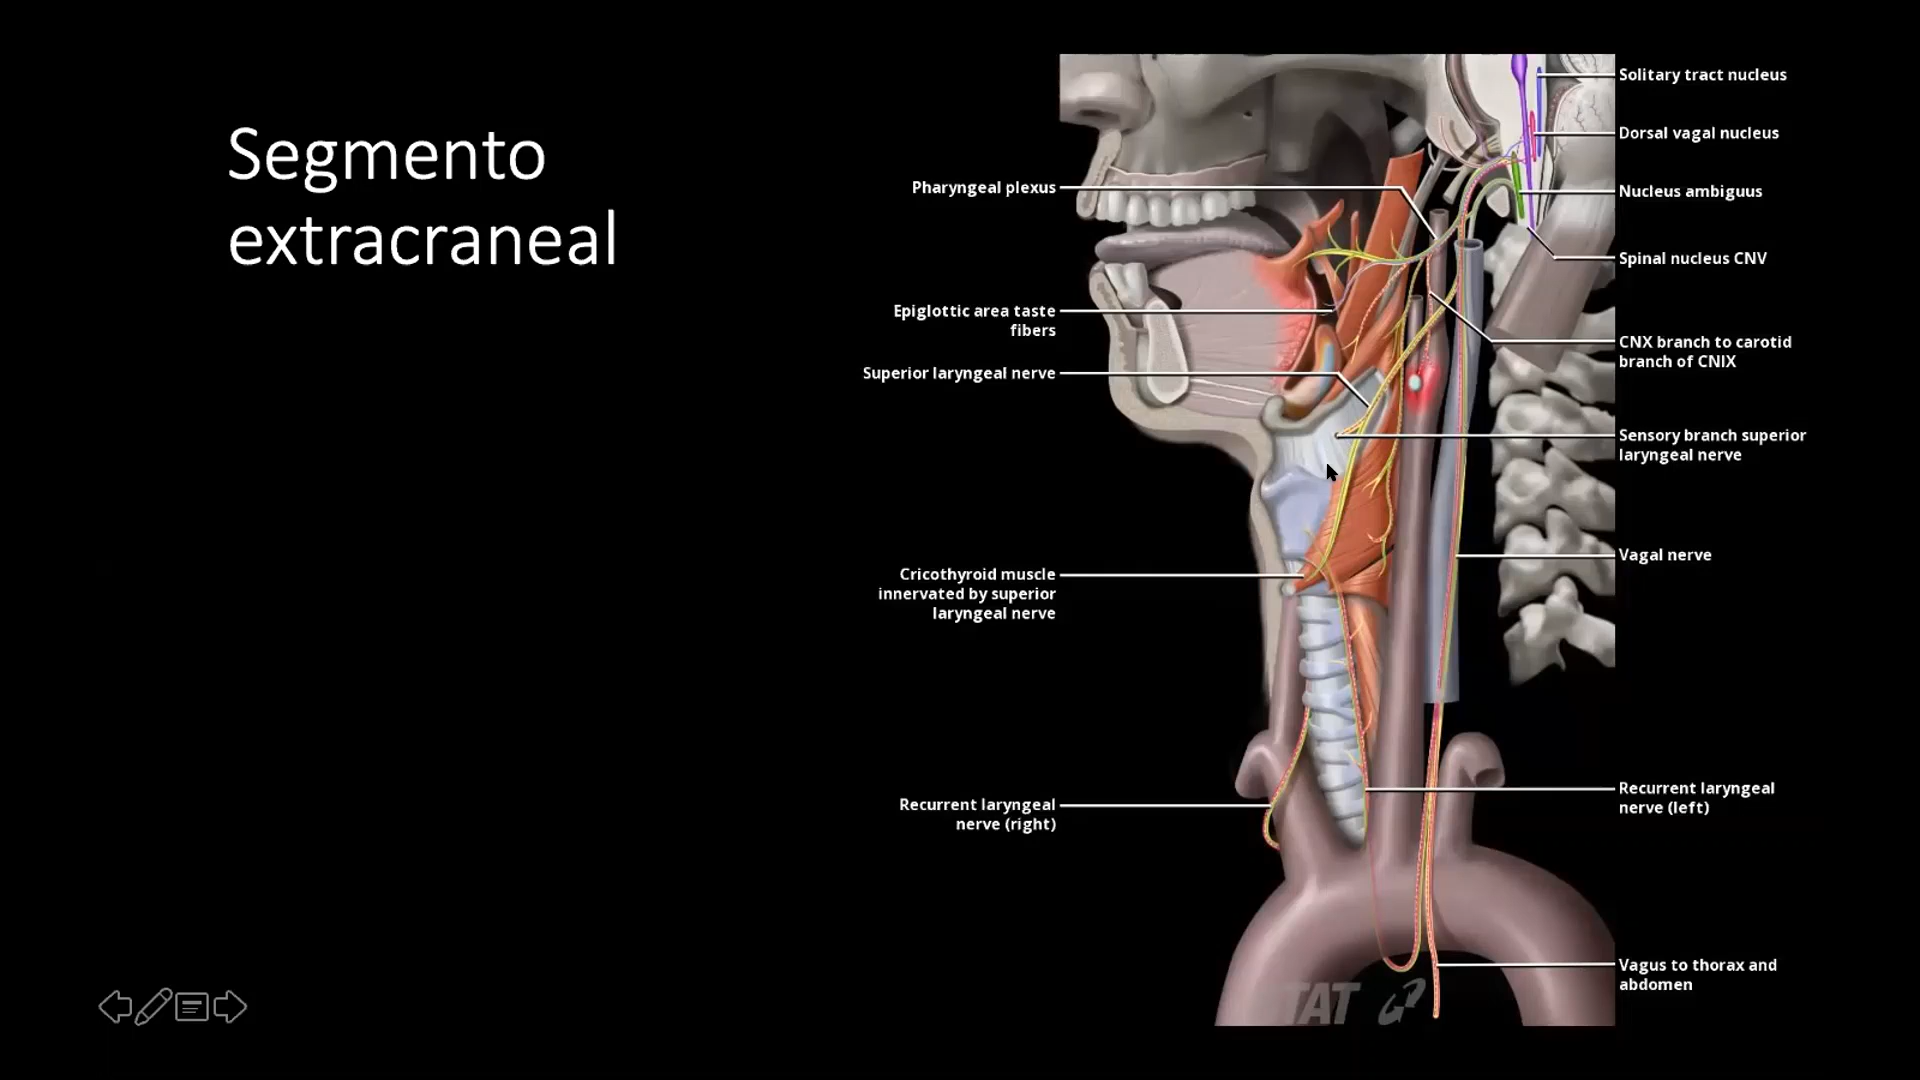 Segmento
extracraneal
Pharyngeal plexus
Epiglottic area taste
fibers
Superior laryngeal nerve
Cricothyroid muscle
innervated by superior
laryngeal nerve
Recurrent laryngeal
nerve (right)
Solitary tract nucleus
Dorsal vagal nucleus
Nucleus ambiguus
Spinal nucleus CNV
CNX branch to carotid
branch of CNIX
Sensory branch superior
laryngeal nerve
Vagal nerve
Recurrent laryngeal
nerve (left)
Vagus to thorax and
abdomen
TAT